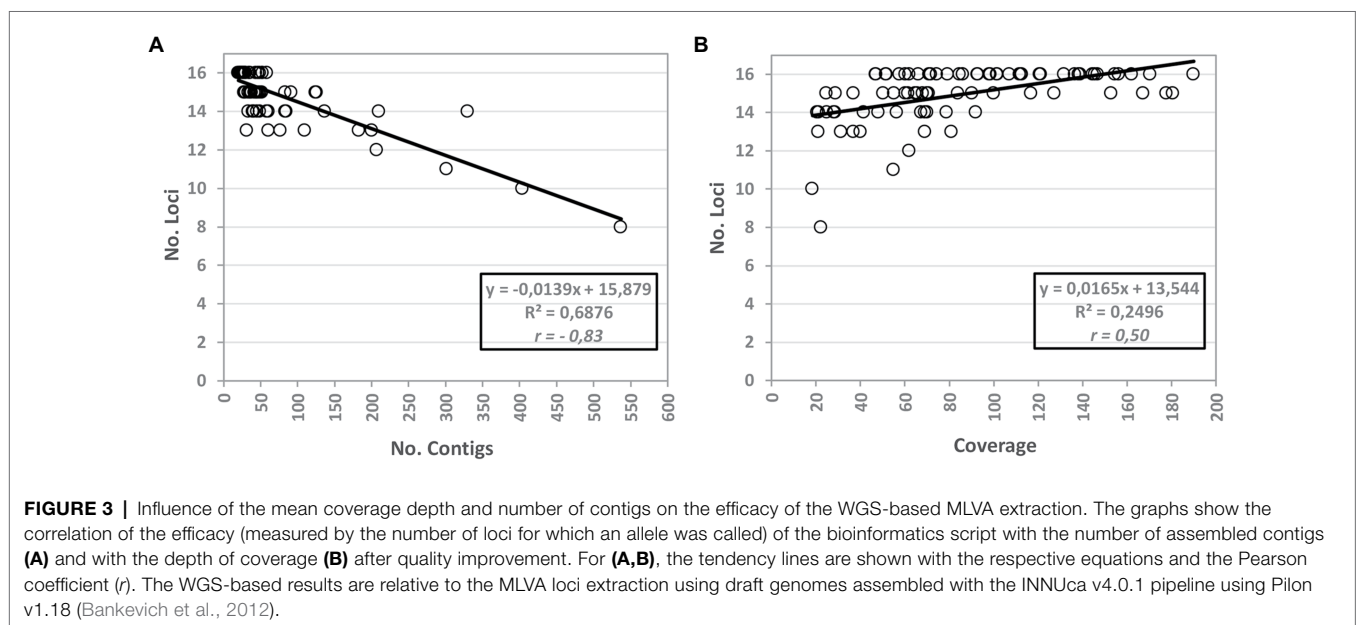 A
B
No. Loci
16
14
12
10
8
6
4
2
0
y = -0,0139x + 15,879
R² = 0,6876
r = - 0,83
0
50
100
150
200
250
300
350
400
450
500
550
600
No. Contigs
No. Loci
16
14
12
10
8
6
4
2
0
y = 0,0165x + 13,544
R² = 0,2496
r = 0,50
0
20
40
60
80
100
120
140
160
180
200
Coverage
FIGURE 3 | Influence of the mean coverage depth and number of contigs on the efficacy of the WGS-based MLVA extraction. The graphs show the
correlation of the efficacy (measured by the number of loci for which an allele was called) of the bioinformatics script with the number of assembled contigs
(A) and with the depth of coverage (B) after quality improvement. For (A,B), the tendency lines are shown with the respective equations and the Pearson
coefficient (r). The WGS-based results are relative to the MLVA loci extraction using draft genomes assembled with the INNUca v4.0.1 pipeline using Pilon
v1.18 (Bankevich et al., 2012).